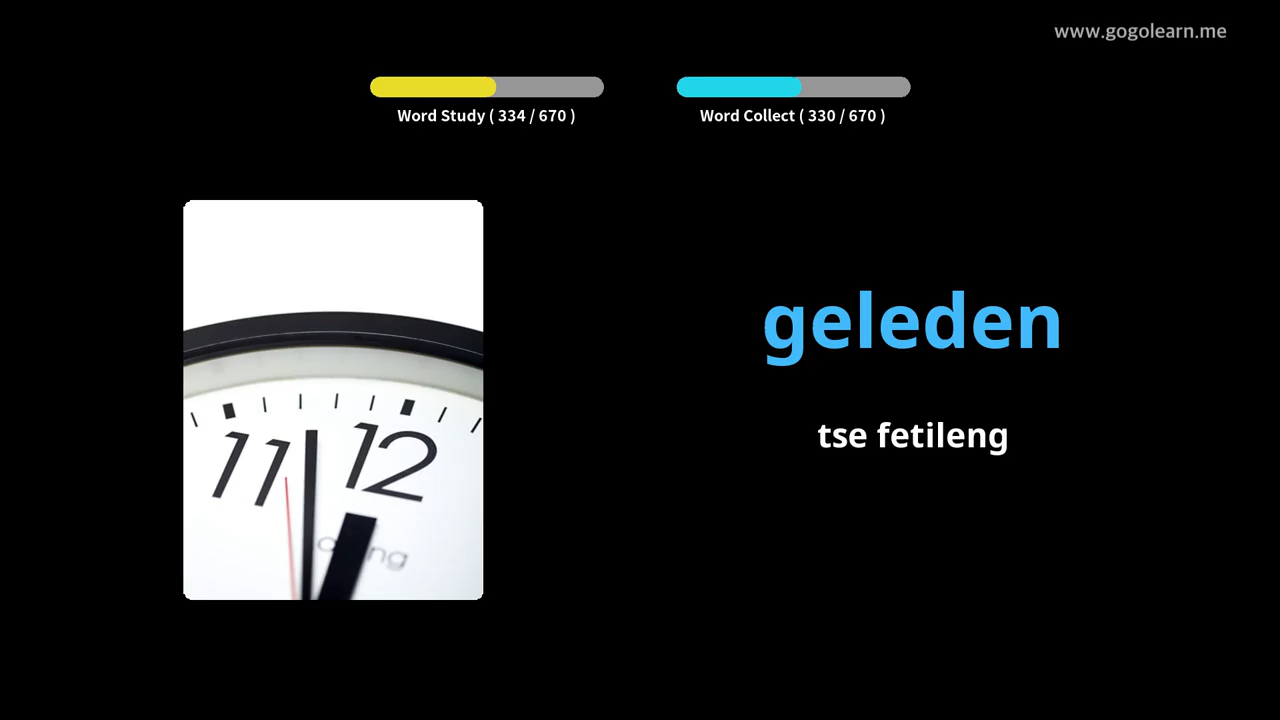 www.gogolearn.me
Word Study ( 334 / 670 )
Word Collect ( 330 / 670 )
geleden
tse fetileng
11
12